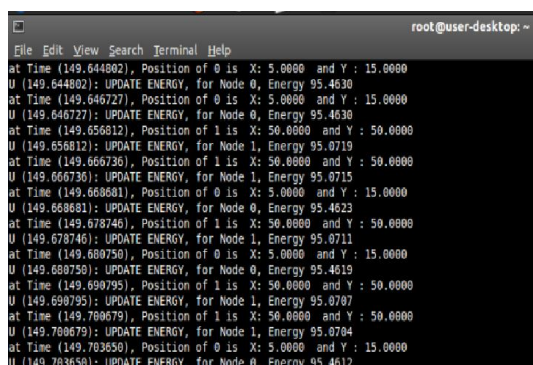 root@user-desktop: ~
File Edit View Search Terminal Help
at Time (149.644802), Position of 0 is X: 5.0000 and Y : 15.0000
U (149.644802): UPDATE ENERGY, for Node 0, Energy 95.4630
at Time (149.646727), Position of 0 is X: 5.0000 and Y : 15.0000
U (149.646727): UPDATE ENERGY, for Node 0, Energy 95.4630
at Time (149.656812), Position of 1 is X: 50.0000 and Y : 50.0000
U (149.656812): UPDATE ENERGY, for Node 1, Energy 95.0719
at Time (149.666736), Position of 1 is X: 50.0000 and Y : 50.0000
U (149.666736): UPDATE ENERGY, for Node 1, Energy 95.0715
at Time (149.668681), Position of 0 is X: 5.0000 and Y : 15.0000
U (149.668681): UPDATE ENERGY, for Node 0, Energy 95.4623
at Time (149.678746), Position of 1 is X: 50.0000 and Y : 50.0000
U (149.678746): UPDATE ENERGY, for Node 1, Energy 95.0711
at Time (149.680750), Position of 0 is X: 5.0000 and Y : 15.0000
U (149.680750): UPDATE ENERGY, for Node 0, Energy 95.4619
at Time (149.690795), Position of 1 is X: 50.0000 and Y : 50.0000
U (149.690795): UPDATE ENERGY, for Node 1, Energy 95.0707
at Time (149.700679), Position of 1 is X: 50.0000 and Y : 50.0000
U (149.700679): UPDATE ENERGY, for Node 1, Energy 95.0704
at Time (149.703650), Position of 0 is X: 5.0000 and Y : 15.0000
U (149.703650): UPDATE ENERGY, for Node 0, Energy 95.4612